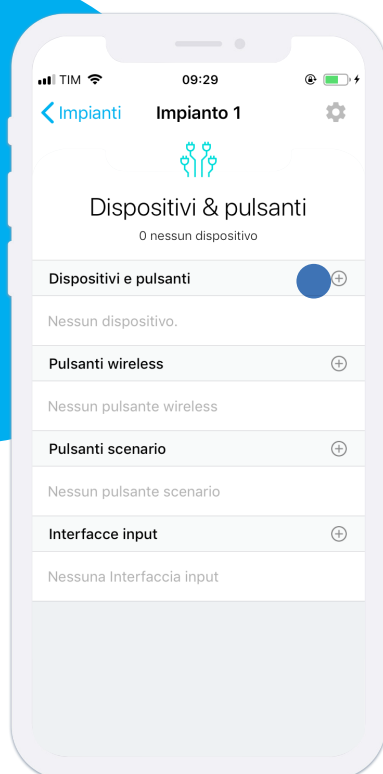 TIM 09:29
Impianti Impianto 1
Dispositivi & pulsanti
0 nessun dispositivo
Dispositivi e pulsanti
Nessun dispositivo.
Pulsanti wireless
Nessun pulsante wireless
Pulsanti scenario
Nessun pulsante scenario
Interfacce input
Nessuna Interfaccia input